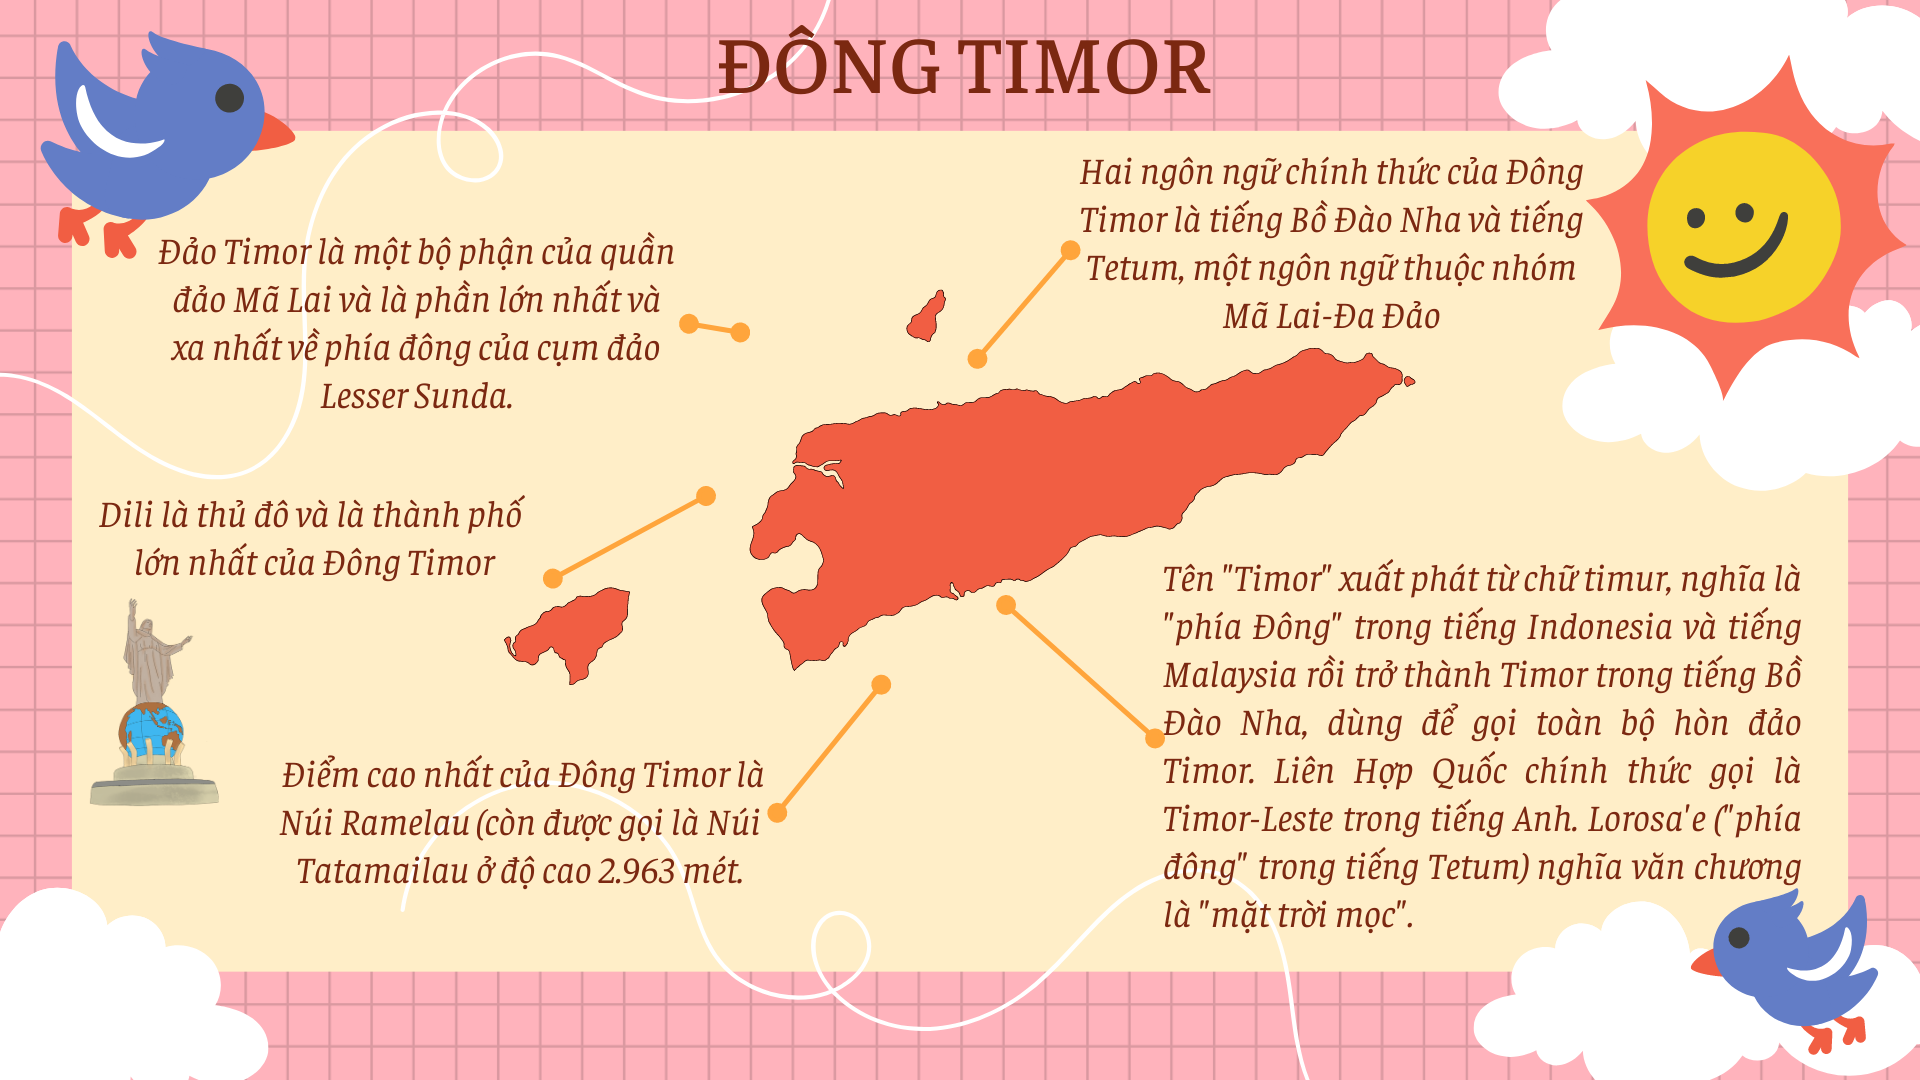 ĐÔNG TIMOR
Hai ngôn ngữ chính thức của Đông
Timor là tiếng Bồ Đào Nha và tiếng
Tetum, một ngôn ngữ thuộc nhóm
Mã Lai-Đa Đảo
Đảo Timor là một bộ phận của quần
đảo Mã Lai và là phần lớn nhất và
xa nhất về phía đông của cụm đảo
Lesser Sunda.
Dili là thủ đô và là thành phố
lớn nhất của Đông Timor
Tên "Timor" xuất phát từ chữ timur, nghĩa là
"phía Đông" trong tiếng Indonesia và tiếng
Malaysia rồi trở thành Timor trong tiếng Bồ
Đào Nha, dùng để gọi toàn bộ hòn đảo
Timor. Liên Hợp Quốc chính thức gọi là
Timor-Leste trong tiếng Anh. Lorosa'e ("phía
đông" trong tiếng Tetum) nghĩa văn chương
là "mặt trời mọc".
Điểm cao nhất của Đông Timor là
Núi Ramelau (còn được gọi là Núi
Tatamailau ở độ cao 2.963 mét.